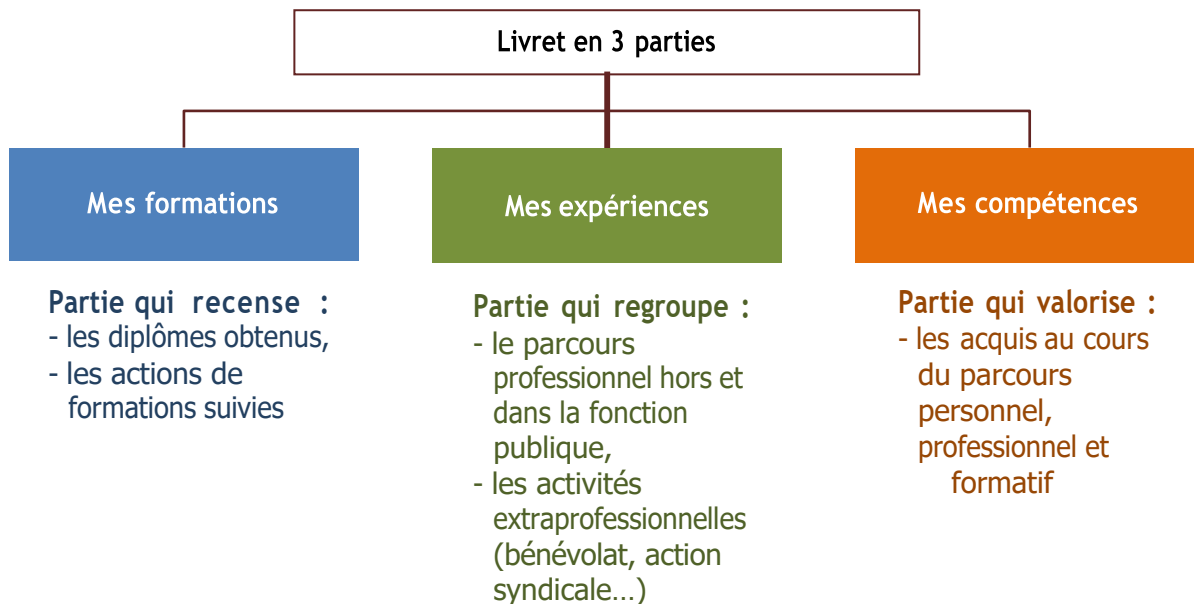 Livret en 3 parties
Mes formations
Partie qui recense :
- les diplômes obtenus,
- les actions de
formations suivies
Mes expériences
Partie qui regroupe :
- le parcours
professionnel hors et
dans la fonction
publique,
- les activités
extraprofessionnelles
(bénévolat, action
syndicale...)
Mes compétences
Partie qui valorise :
- les acquis au cours
du parcours
personnel,
professionnel et
formatif